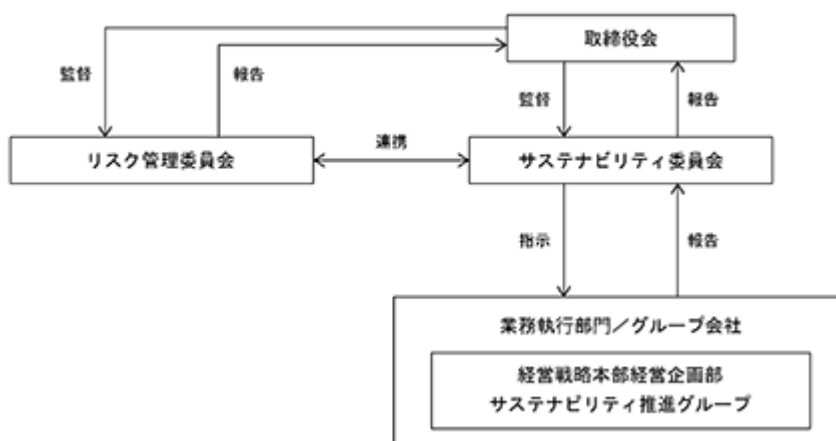 取締役会
監督
報告
監督
報告
リスク管理委員会
連携
サステナビリティ委員会
指示
報告
業務執行部門／グループ会社
経営戦略本部経営企画部
サステナビリティ推進グループ